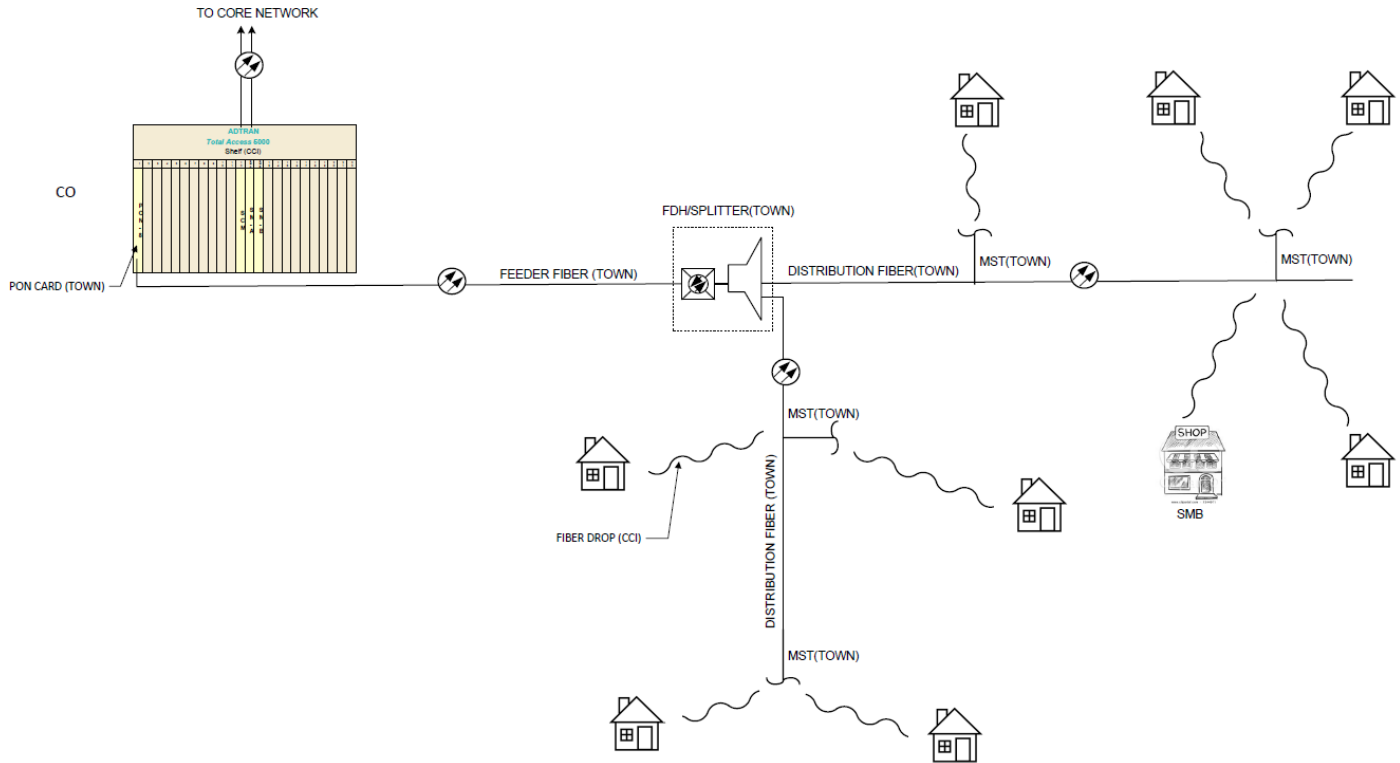 TO CORE NETWORK
ADTRAN
Total Access 5000
Shelf (CCI)
CO
PON CARD (TOWN)
FEEDER FIBER (TOWN)
FDH/SPLITTER(TOWN)
DISTRIBUTION FIBER(TOWN)
MST(TOWN)
MST(TOWN)
MST(TOWN)
DISTRIBUTION FIBER (TOWN)
FIBER DROP (CCI)
SHOP
SMB
MST(TOWN)